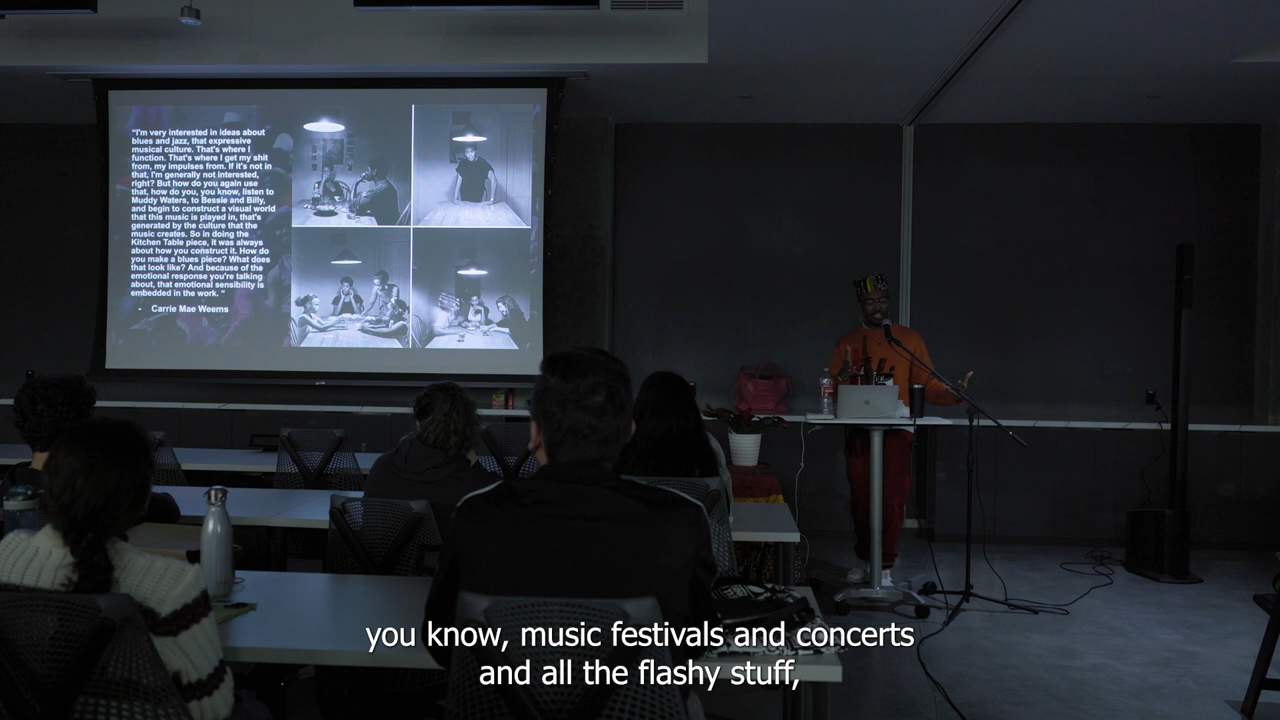 "I'm very interested in ideas about
blues and jazz, that expressive
musical culture. That's where I
function. That's where I get my shit
from, my impulses from. If it's not in
that, I'm generally not interested,
right? But how do you again use
that, how do you, you know, listen to
Muddy Waters, to Bessie and Billy,
and begin to construct a visual world
that this music is played in, that's
generated by the culture that the
music creates. So in doing the
Kitchen Table piece, it was always
about how you construct it. How do
you make a blues piece? What does
that look like? And because of the
emotional response you're talking
about, that emotional sensibility is
embedded in the work. "
- Carrie Mae Weems
you know, music festivals and concerts
and all the flashy stuff,